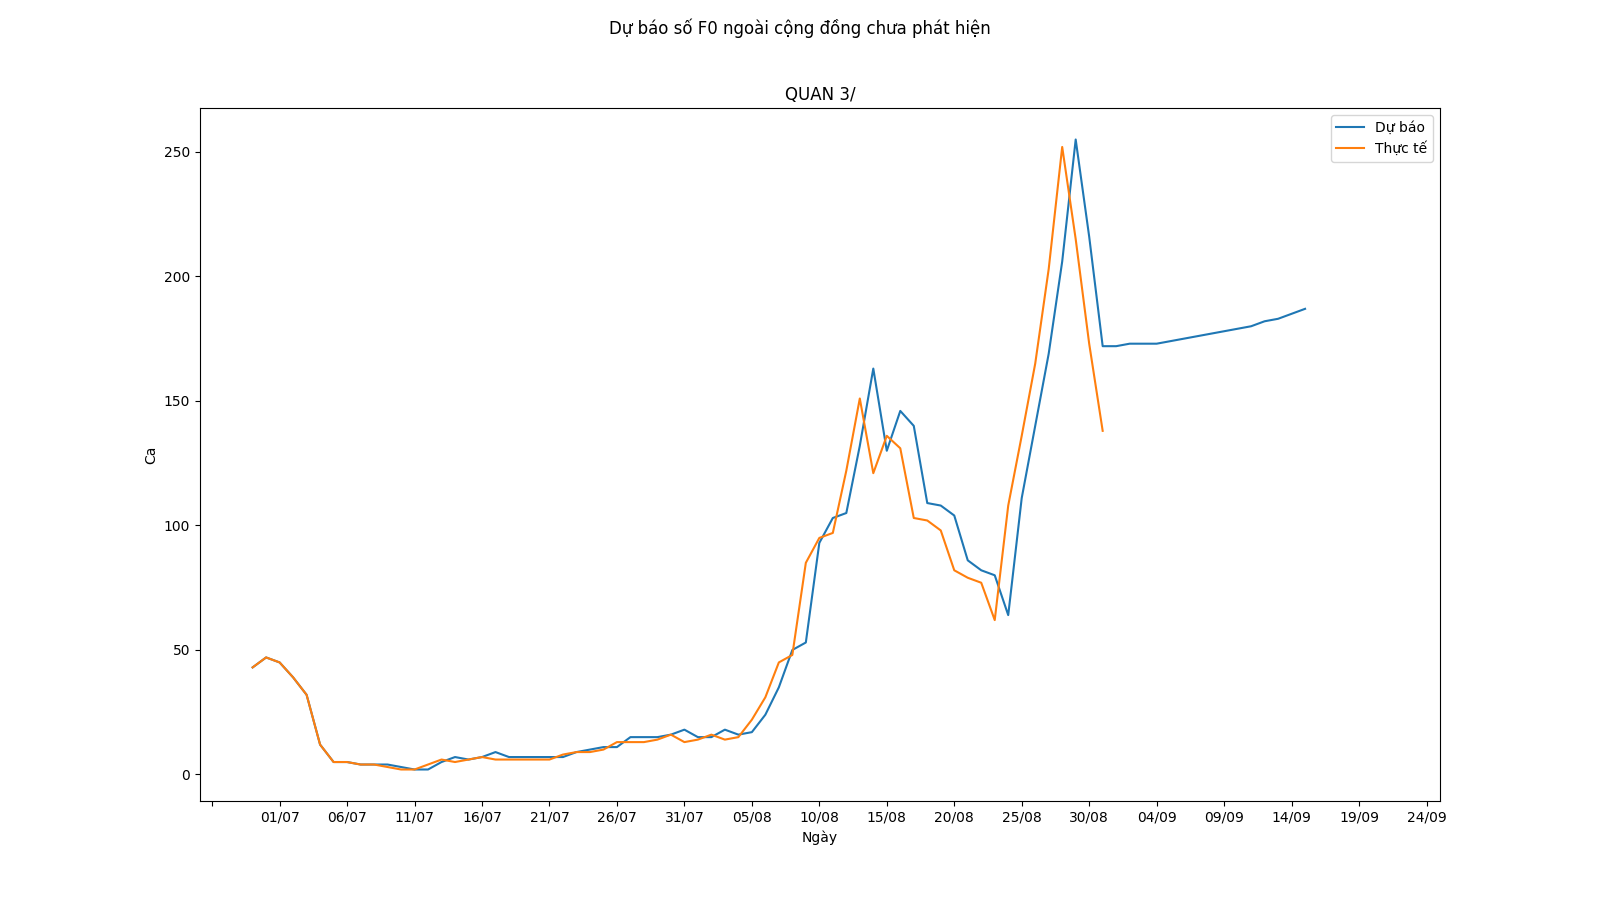 Dự báo số F0 ngoài cộng đồng chưa phát hiện
QUAN 3/
Dự báo
Thực tế
250
200
150
100
50
0
Ca
01/07 06/07 11/07 16/07 21/07 26/07 31/07 05/08 10/08 15/08 20/08 25/08 30/08 04/09 09/09 14/09 19/09 24/09
Ngày